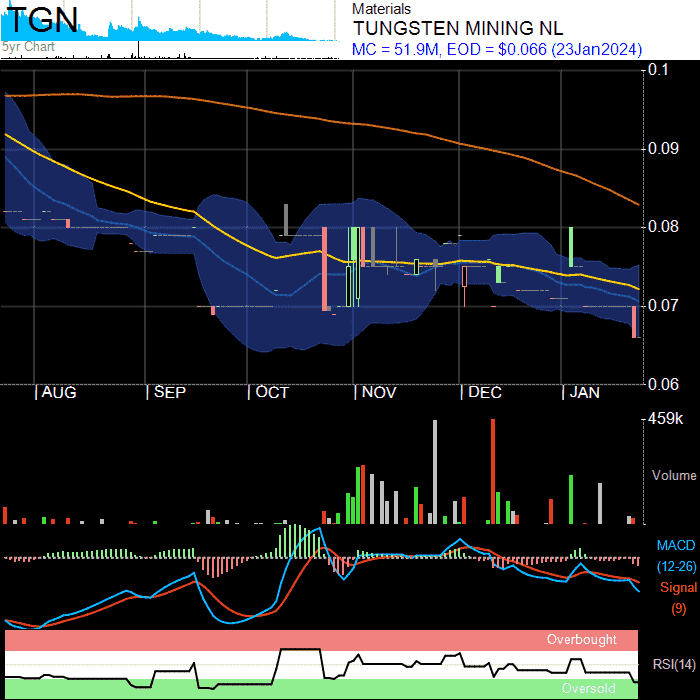 TGN
5yr Chart
Materials
TUNGSTEN MINING NL
MC = 51.9M, EOD = $0.066 (23Jan2024)
0.1
0.09
0.08
0.07
0.06
AUG
SEP
OCT
NOV
DEC
JAN
459k
Volume
MACD
(12-26)
Signal
(9)
Overbought
RSI(14)
Oversold